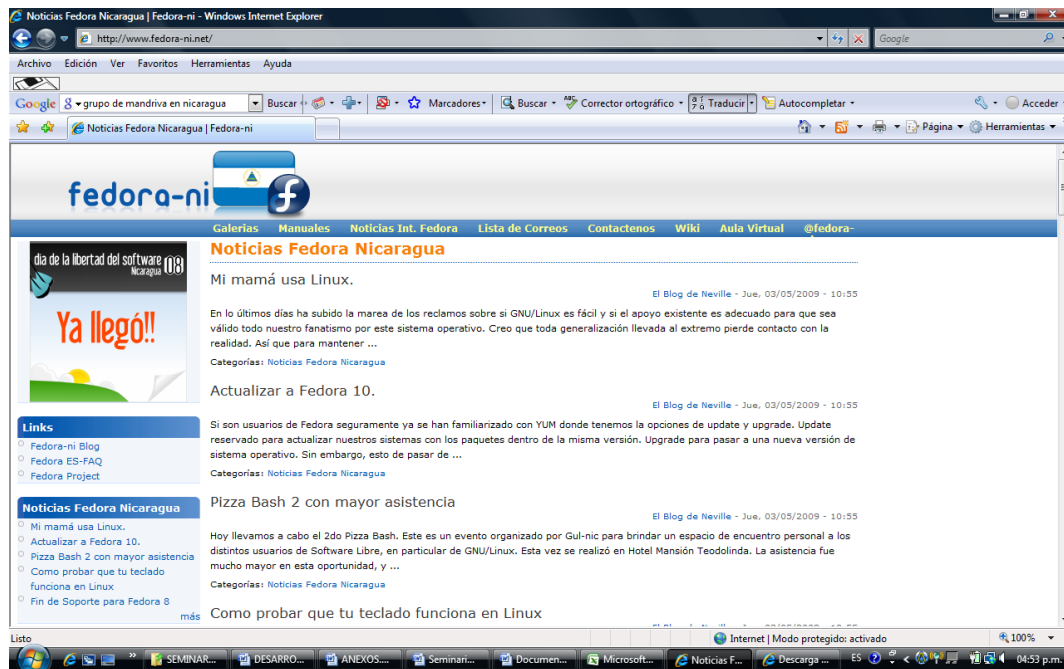 Noticias Fedora Nicaragua | Fedora-ni - Windows Internet Explorer
http://www.fedora-ni.net/
Google
Archivo Edición Ver Favoritos Herramientas Ayuda
Google grupo de mandriva en nicaragua Buscar Marcadores Buscar Corrector ortográfico Traducir Autocompletar Acceder
Noticias Fedora Nicaragua | Fedora-ni Página Herramientas
fedora-ni
Galerias Manuales Noticias Int. Fedora Lista de Correos Contactenos Wiki Aula Virtual @fedora-
dia de la libertad del software
Nicaragua 08
Ya llegó!!
Links
Fedora-ni Blog
Fedora ES-FAQ
Fedora Project
Noticias Fedora Nicaragua
Mi mamá usa Linux.
Actualizar a Fedora 10.
Pizza Bash 2 con mayor asistencia
Como probar que tu teclado
funciona en Linux
Fin de Soporte para Fedora 8
más
Noticias Fedora Nicaragua
Mi mamá usa Linux.
El Blog de Neville - Jue, 03/05/2009 - 10:55
En lo últimos días ha subido la marea de los reclamos sobre si GNU/Linux es fácil y si el apoyo existente es adecuado para que sea
válido todo nuestro fanatismo por este sistema operativo. Creo que toda generalización llevada al extremo pierde contacto con la
realidad. Así que para mantener ...
Categorías: Noticias Fedora Nicaragua
Actualizar a Fedora 10.
El Blog de Neville - Jue, 03/05/2009 - 10:55
Si son usuarios de Fedora seguramente ya se han familiarizado con YUM donde tenemos la opciones de update y upgrade. Update
reservado para actualizar nuestros sistemas con los paquetes dentro de la misma versión. Upgrade para pasar a una nueva versión de
sistema operativo. Sin embargo, esto de pasar de ...
Categorías: Noticias Fedora Nicaragua
Pizza Bash 2 con mayor asistencia
El Blog de Neville - Jue, 03/05/2009 - 10:55
Hoy llevamos a cabo el 2do Pizza Bash. Este es un evento organizado por Gul-nic para brindar un espacio de encuentro personal a los
distintos usuarios de Software Libre, en particular de GNU/Linux. Esta vez se realizó en Hotel Mansión Teodolinda. La asistencia fue
mucho mayor en esta oportunidad, y ...
Categorías: Noticias Fedora Nicaragua
Como probar que tu teclado funciona en Linux
Listo Internet | Modo protegido: activado 100%
SEMINAR... DESARRO... ANEXOS.... Seminari... Documen... Microsoft... Noticias F... Descarga ... ES 04:53 p.m.